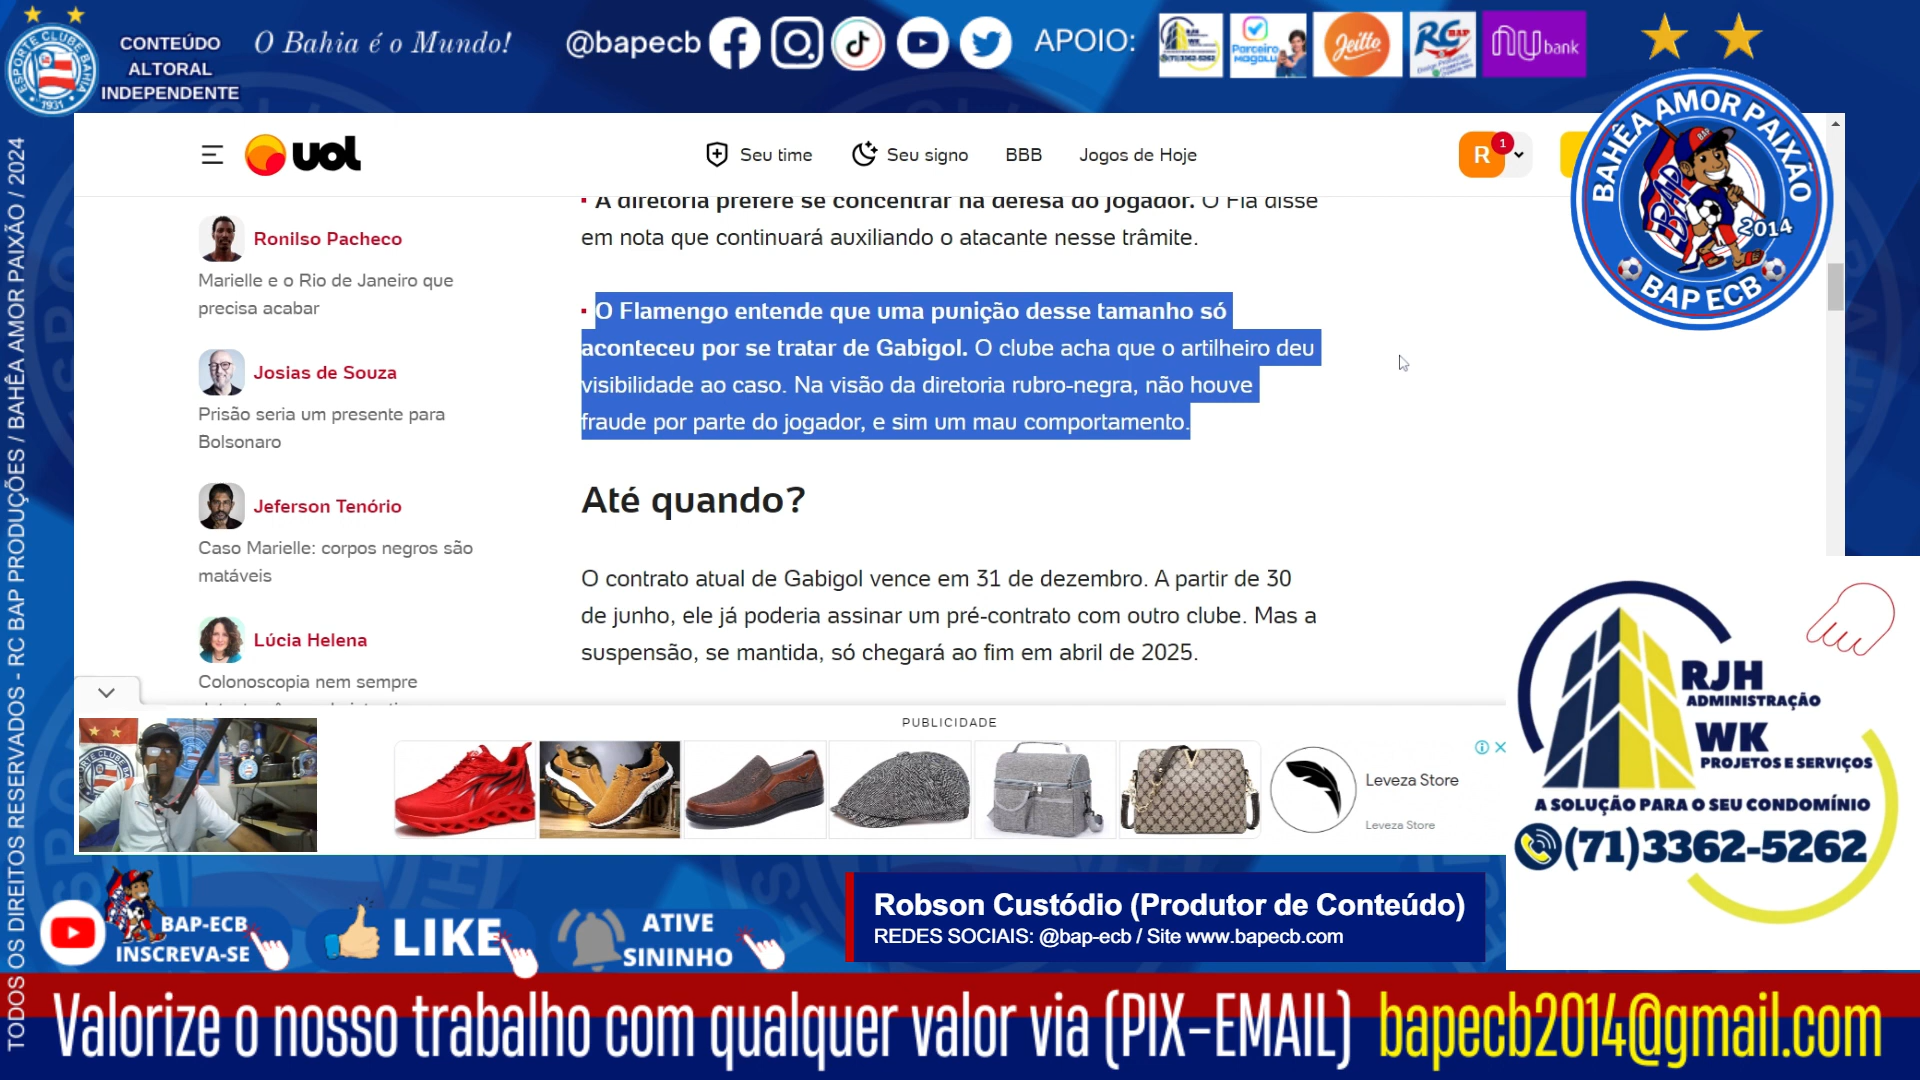 CONTEÚDO
ALTORAL
INDEPENDENTE
O Bahia é o Mundo!
@bapecb
APOIO:
Parceiro
Magalu
Jeitto
nubank
ESPORTE CLUBE BAHIA
1931
BAHÊA AMOR PAIXÃO
BAP
2014
BAP ECB
TODOS OS DIREITOS RESERVADOS - RC BAP PRODUÇÕES / BAHÊA AMOR PAIXÃO / 2024
UOL
Seu time
Seu signo
BBB
Jogos de Hoje
R
1
Ronilso Pacheco
Marielle e o Rio de Janeiro que
precisa acabar
Josias de Souza
Prisão seria um presente para
Bolsonaro
Jeferson Tenório
Caso Marielle: corpos negros são
matáveis
Lúcia Helena
Colonoscopia nem sempre
A diretoria prefere se concentrar na defesa do jogador. O Fla disse
em nota que continuará auxiliando o atacante nesse trâmite.
O Flamengo entende que uma punição desse tamanho só
aconteceu por se tratar de Gabigol. O clube acha que o artilheiro deu
visibilidade ao caso. Na visão da diretoria rubro-negra, não houve
fraude por parte do jogador, e sim um mau comportamento.
Até quando?
O contrato atual de Gabigol vence em 31 de dezembro. A partir de 30
de junho, ele já poderia assinar um pré-contrato com outro clube. Mas a
suspensão, se mantida, só chegará ao fim em abril de 2025.
PUBLICIDADE
Leveza Store
Leveza Store
RJH
ADMINISTRAÇÃO
WK
PROJETOS E SERVIÇOS
A SOLUÇÃO PARA O SEU CONDOMÍNIO
(71)3362-5262
BAP-ECB
INSCREVA-SE
LIKE
ATIVE
SININHO
Robson Custódio (Produtor de Conteúdo)
REDES SOCIAIS: @bap-ecb / Site www.bapecb.com
Valorize o nosso trabalho com qualquer valor via (PIX-EMAIL) bapecb2014@gmail.com